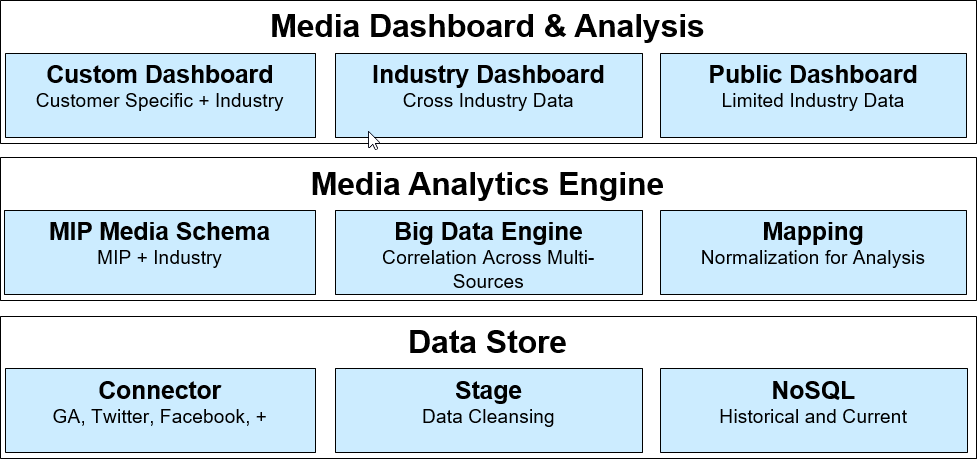 Media Dashboard & Analysis
Custom Dashboard
Customer Specific + Industry
Industry Dashboard
Cross Industry Data
Public Dashboard
Limited Industry Data
Media Analytics Engine
MIP Media Schema
MIP + Industry
Big Data Engine
Correlation Across Multi-
Sources
Mapping
Normalization for Analysis
Data Store
Connector
GA, Twitter, Facebook, +
Stage
Data Cleansing
NoSQL
Historical and Current